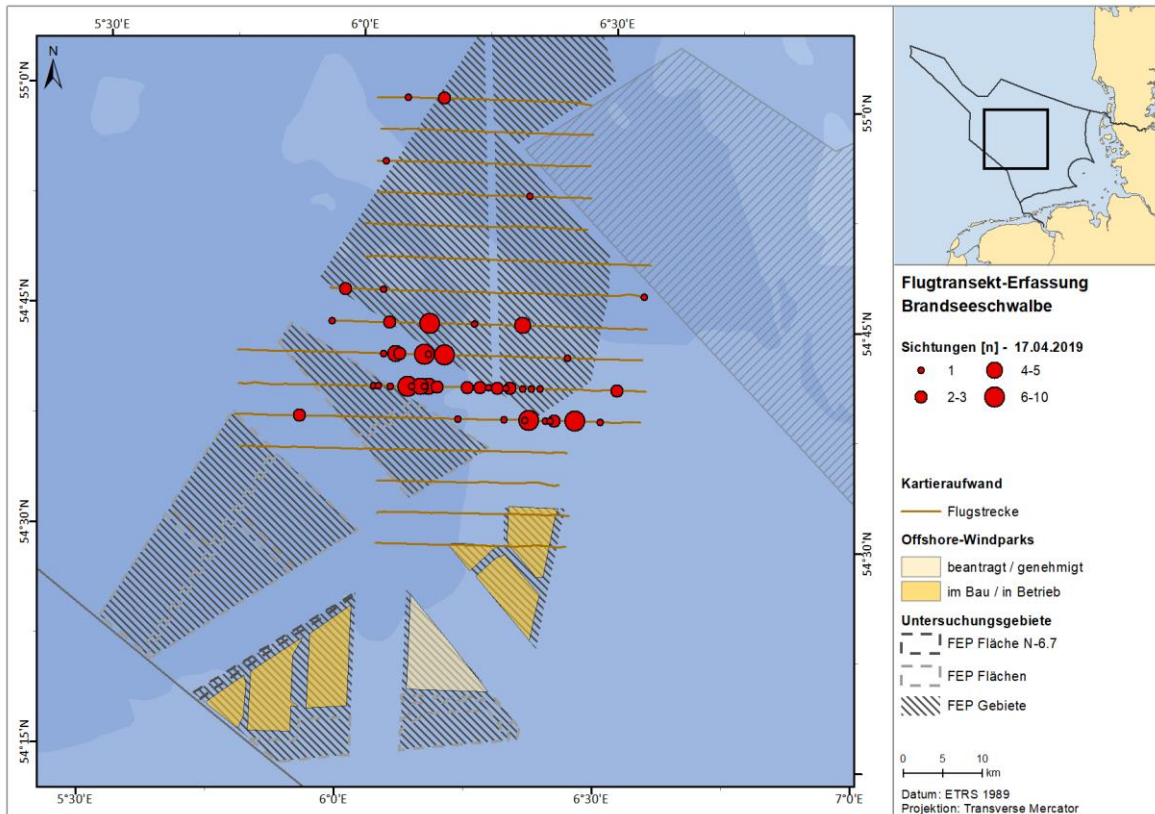 5°30'E
6°0'E
6°30'E
N
55°0'N
55°0'N
54°45'N
54°45'N
54°30'N
54°30'N
54°15'N
5°30'E
6°0'E
6°30'E
7°0'E
Flugtransekt-Erfassung
Brandseeschwalbe
Sichtungen [n] - 17.04.2019
1
4-5
2-3
6-10
Kartieraufwand
Flugstrecke
Offshore-Windparks
beantragt / genehmigt
im Bau / in Betrieb
Untersuchungsgebiete
FEP Fläche N-6.7
FEP Flächen
FEP Gebiete
0 5 10
km
Datum: ETRS 1989
Projektion: Transverse Mercator